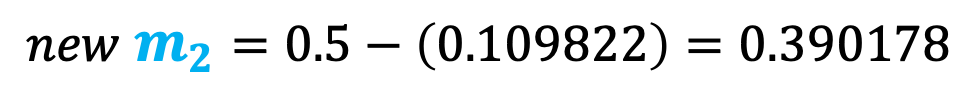 new m₂ = 0.5 − (0.109822) = 0.390178